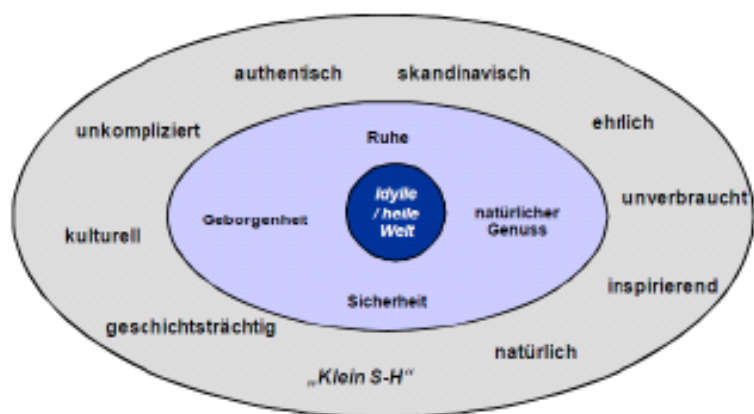 authentisch skandinavisch
unkompliziert
ehrlich
Ruhe
Idylle
/ heile
Welt
unverbraucht
Geborgenheit
natürlicher
Genuss
kulturell
inspirierend
Sicherheit
geschichtsträchtig
natürlich
„Klein S-H“